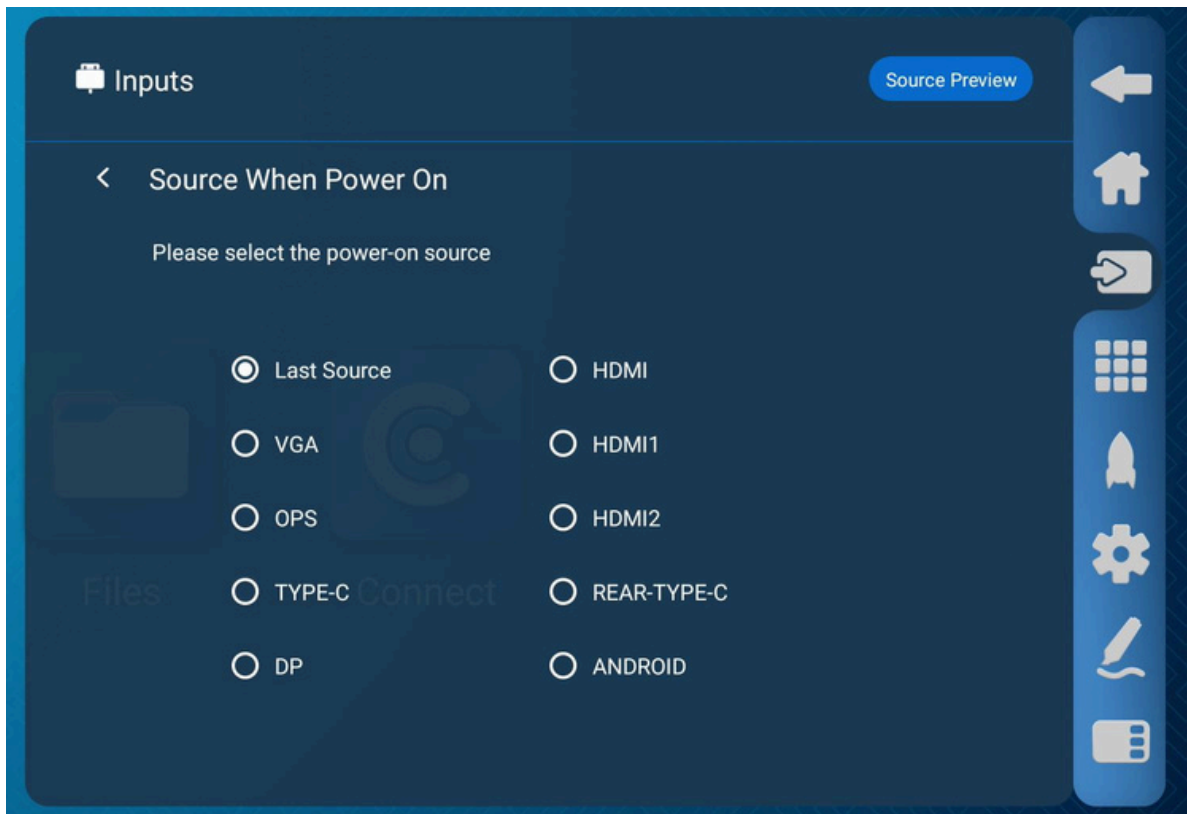 Inputs
Source Preview
Source When Power On
Please select the power-on source
Last Source
HDMI
VGA
HDMI1
OPS
HDMI2
Files
TYPE-C
Connect
REAR-TYPE-C
DP
ANDROID